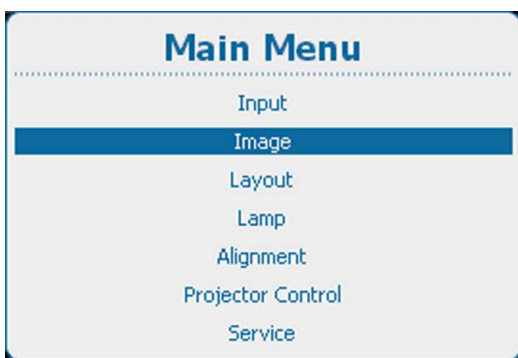 Main Menu
Input
Image
Layout
Lamp
Alignment
Projector Control
Service